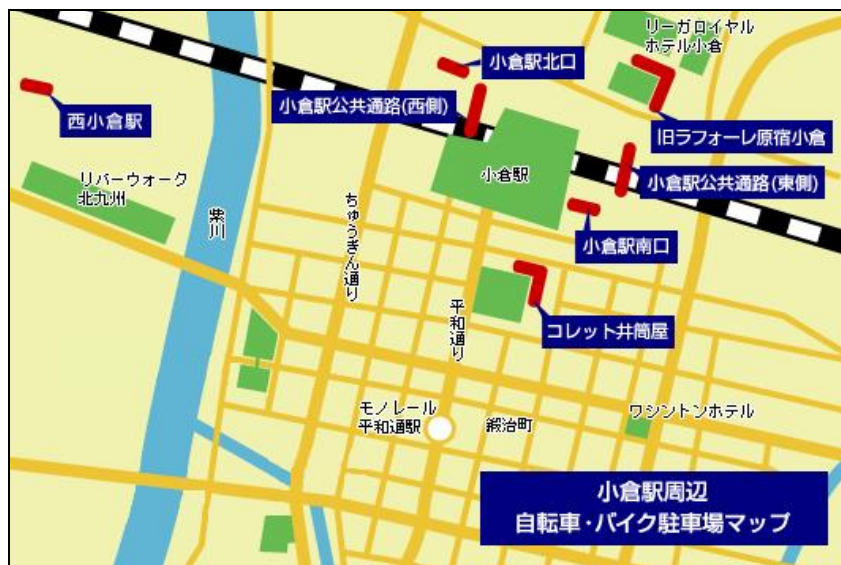 リーガロイヤル
ホテル小倉
小倉駅北口
西小倉駅
小倉駅公共通路(西側)
旧ラフォーレ原宿小倉
小倉駅
小倉駅公共通路(東側)
リバーウォーク
北九州
紫川
ちゅうぎん通り
小倉駅南口
平和通り
コレット井筒屋
モノレール
平和通駅
鍛治町
ワシントンホテル
小倉駅周辺
自転車・バイク駐車場マップ